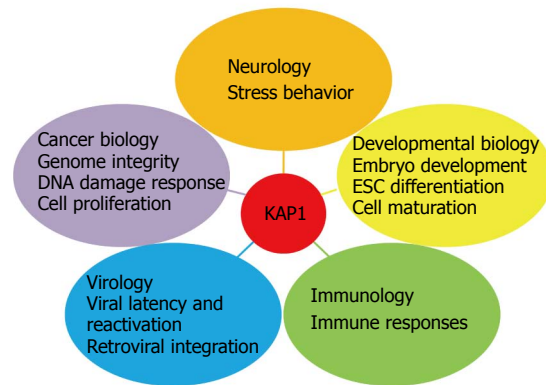 Neurology
Stress behavior
Cancer biology
Genome integrity
DNA damage response
Cell proliferation
Developmental biology
Embryo development
ESC differentiation
Cell maturation
KAP1
Virology
Viral latency and
reactivation
Retroviral integration
Immunology
Immune responses